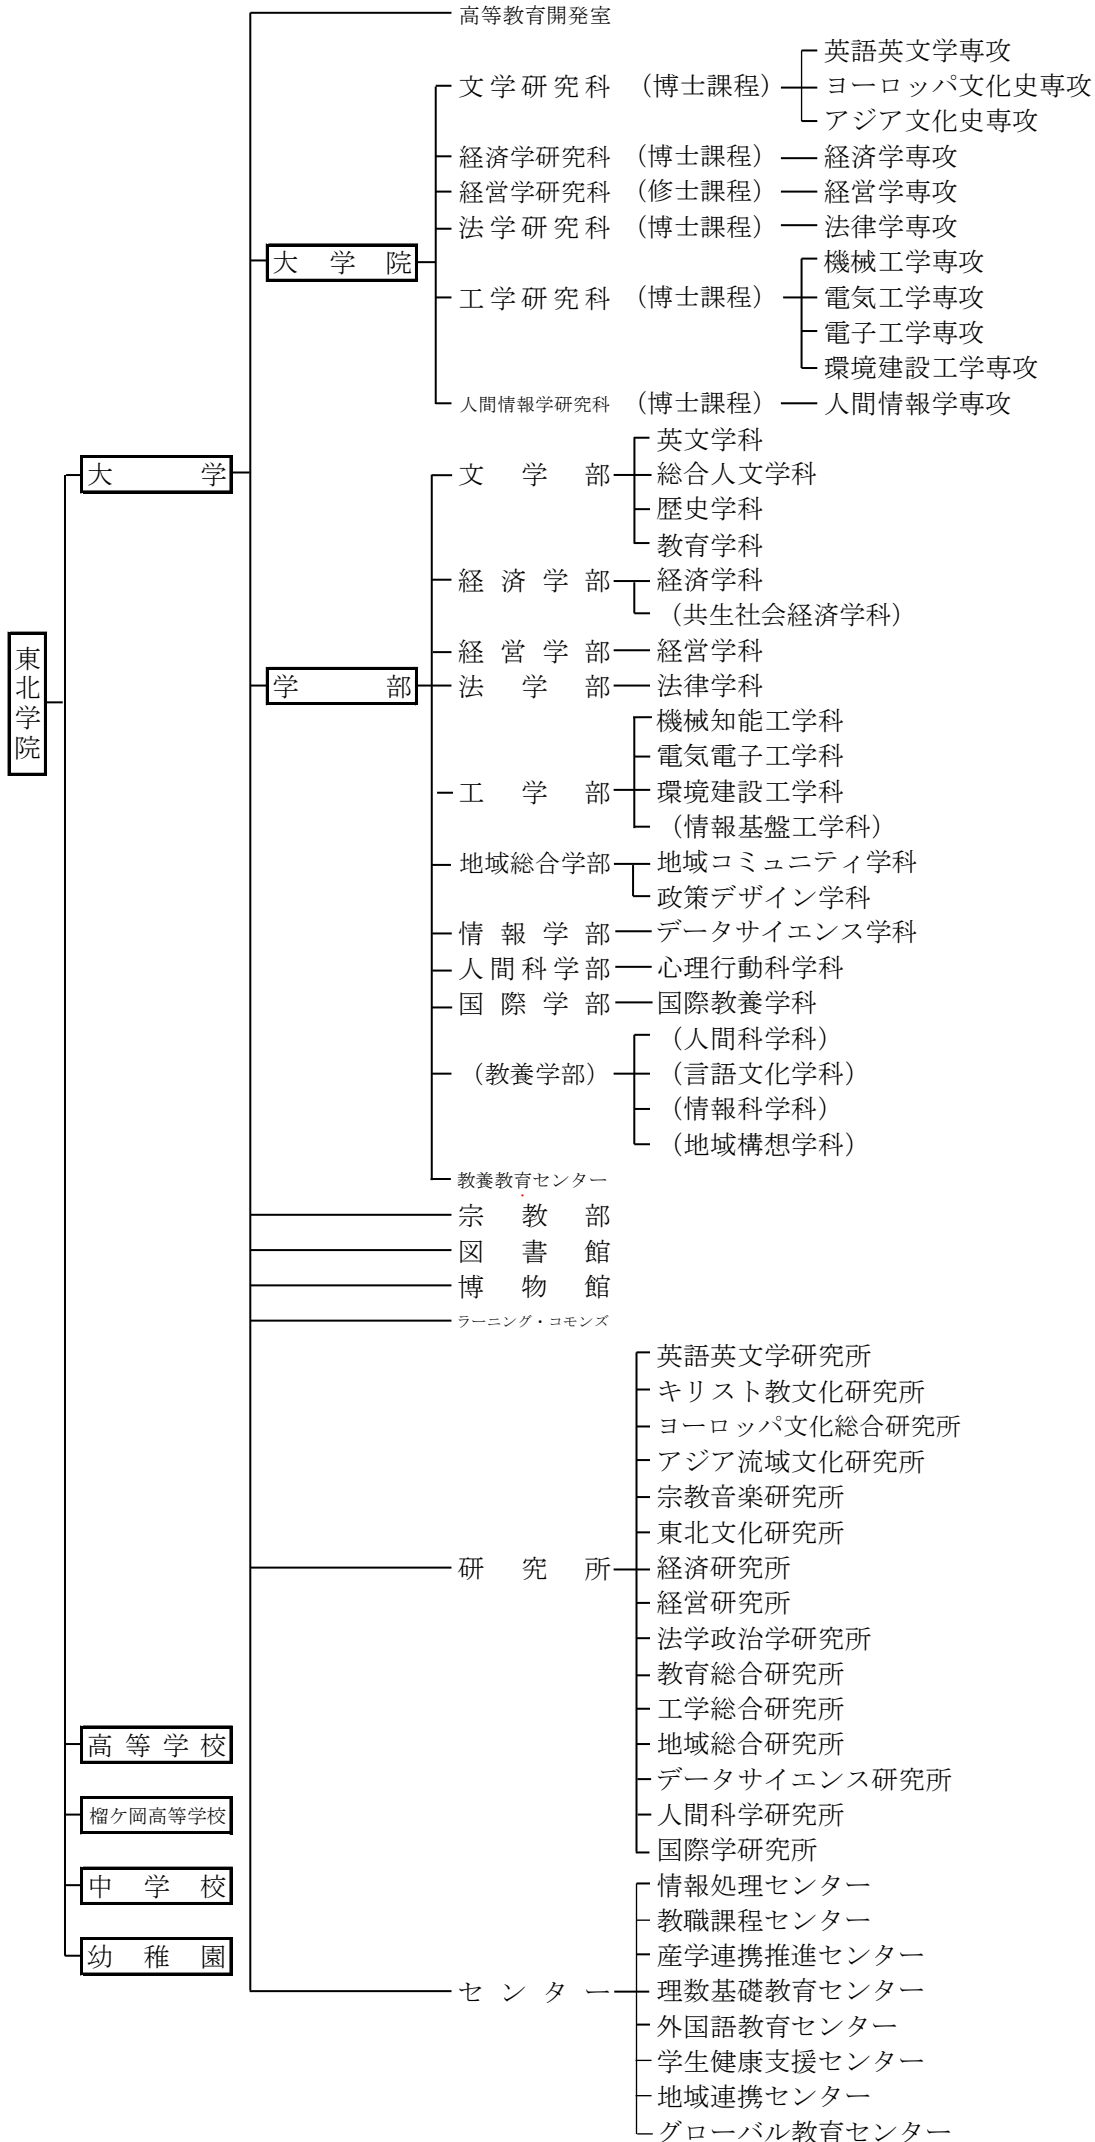 高等教育開発室
英語英文学専攻
文学研究科 (博士課程) ヨーロッパ文化史専攻
アジア文化史専攻
経済学研究科 (博士課程) 経済学専攻
経営学研究科 (修士課程) 経営学専攻
法学研究科 (博士課程) 法律学専攻
大学院
機械工学専攻
工学研究科 (博士課程) 電気工学専攻
電子工学専攻
環境建設工学専攻
人間情報学研究科 (博士課程) 人間情報学専攻
英文学科
大学
文学部 総合人文学科
歴史学科
教育学科
経済学部 経済学科
(共生社会経済学科)
東北学院
経営学部 経営学科
学部
法学部 法律学科
機械知能工学科
電気電子工学科
工学部 環境建設工学科
(情報基盤工学科)
地域総合学部 地域コミュニティ学科
政策デザイン学科
情報学部 データサイエンス学科
人間科学部 心理行動科学科
国際学部 国際教養学科
(人間科学科)
(教養学部) (言語文化学科)
(情報科学科)
(地域構想学科)
教養教育センター
宗教部
図書館
博物館
ラーニング・コモンズ
英語英文学研究所
キリスト教文化研究所
ヨーロッパ文化総合研究所
アジア流域文化研究所
宗教音楽研究所
東北文化研究所
研究所 経済研究所
経営研究所
法学政治学研究所
教育総合研究所
工学総合研究所
高等学校
地域総合研究所
データサイエンス研究所
榴ケ岡高等学校
人間科学研究所
国際学研究所
中学校
情報処理センター
教職課程センター
幼稚園
産学連携推進センター
センター 理数基礎教育センター
外国語教育センター
学生健康支援センター
地域連携センター
グローバル教育センター